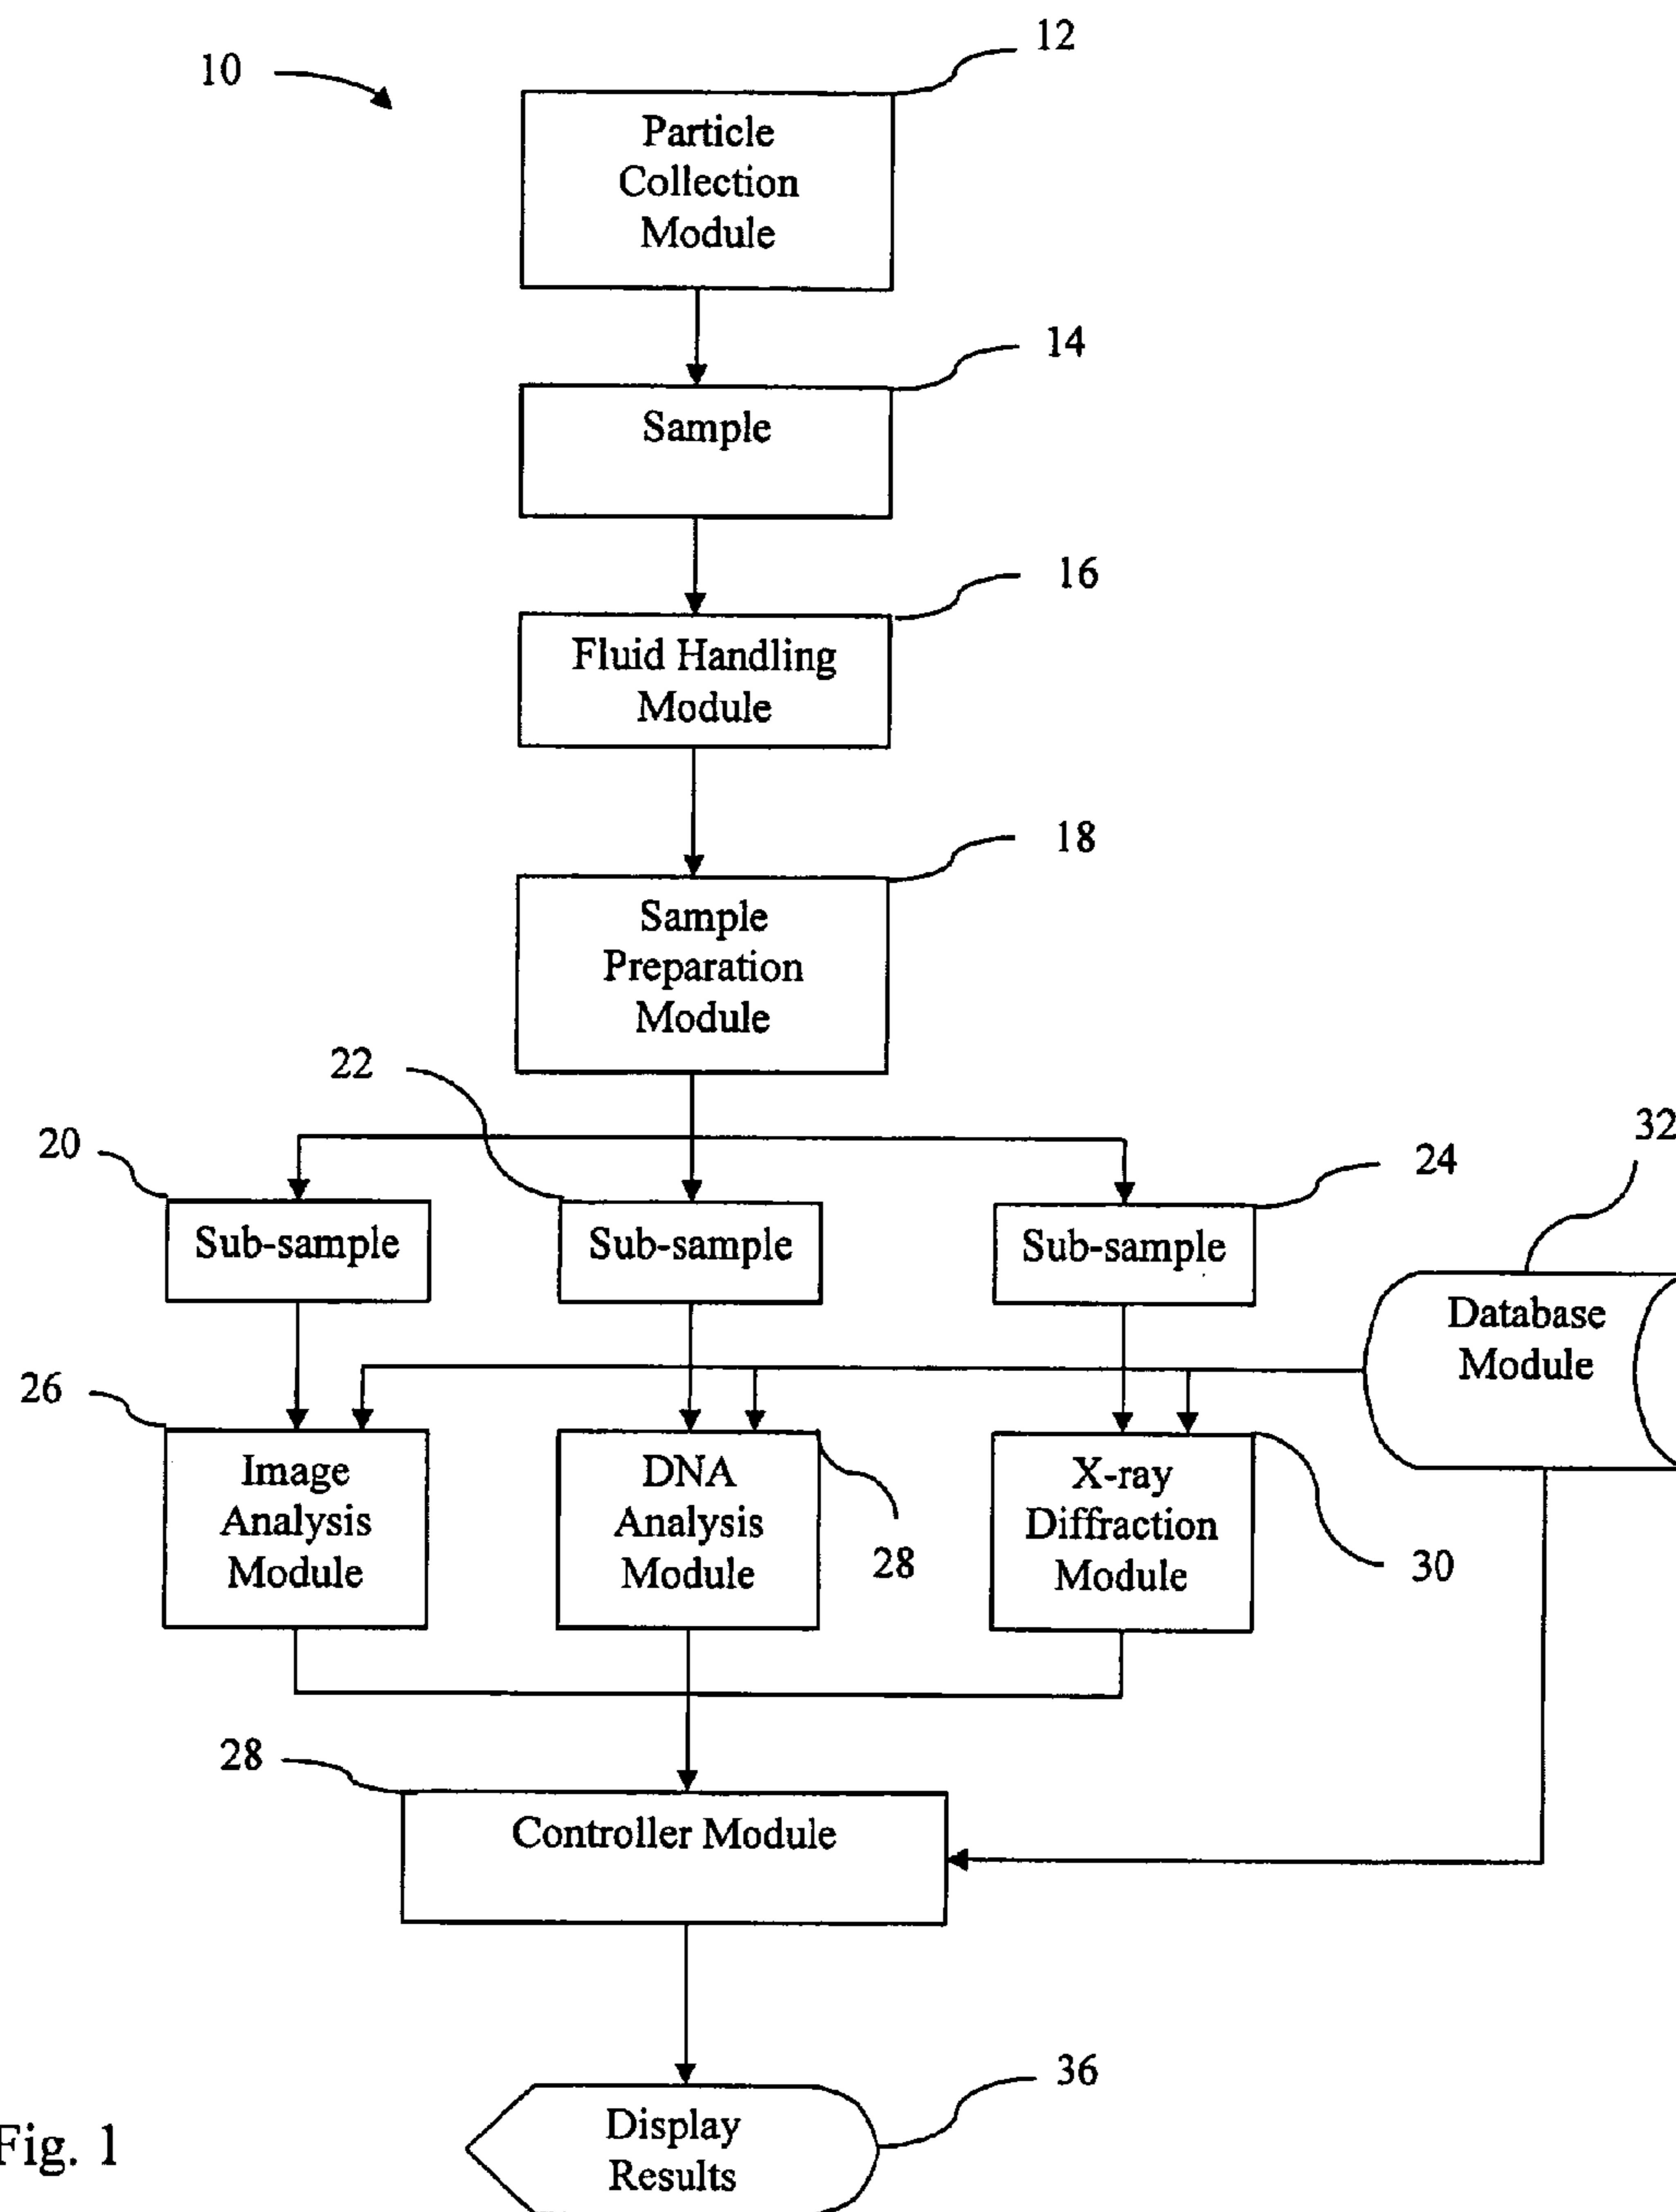 10
12
Particle
Collection
Module
14
Sample
16
Fluid Handling
Module
18
Sample
Preparation
Module
22
20
24
32
Sub-sample
Sub-sample
Sub-sample
Database
Module
26
Image
Analysis
Module
DNA
Analysis
Module
28
X-ray
Diffraction
Module
30
28
Controller Module
36
Display
Results
Fig. 1